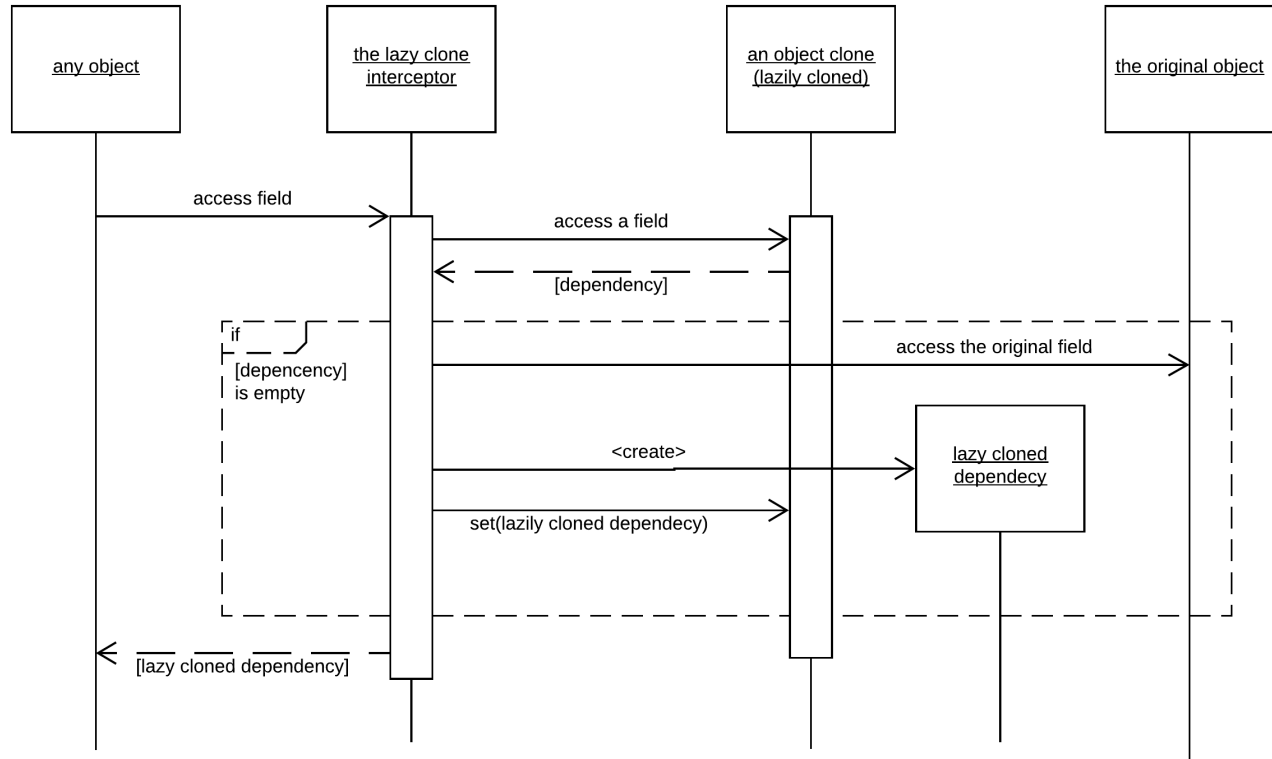 any object
the lazy clone
interceptor
an object clone
(lazily cloned)
the original object
access field
access a field
[dependency]
if
[depencency]
is empty
access the original field
<create>
lazy cloned
dependecy
set(lazily cloned dependecy)
[lazy cloned dependency]